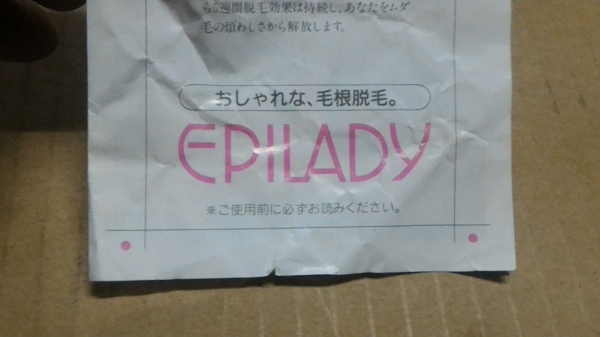 ら5週間脱毛効果は持続し、あなたをムダ
毛の煩わしさから解放します。
おしゃれな、毛根脱毛。
EPILADY
※ご使用前に必ずお読みください。